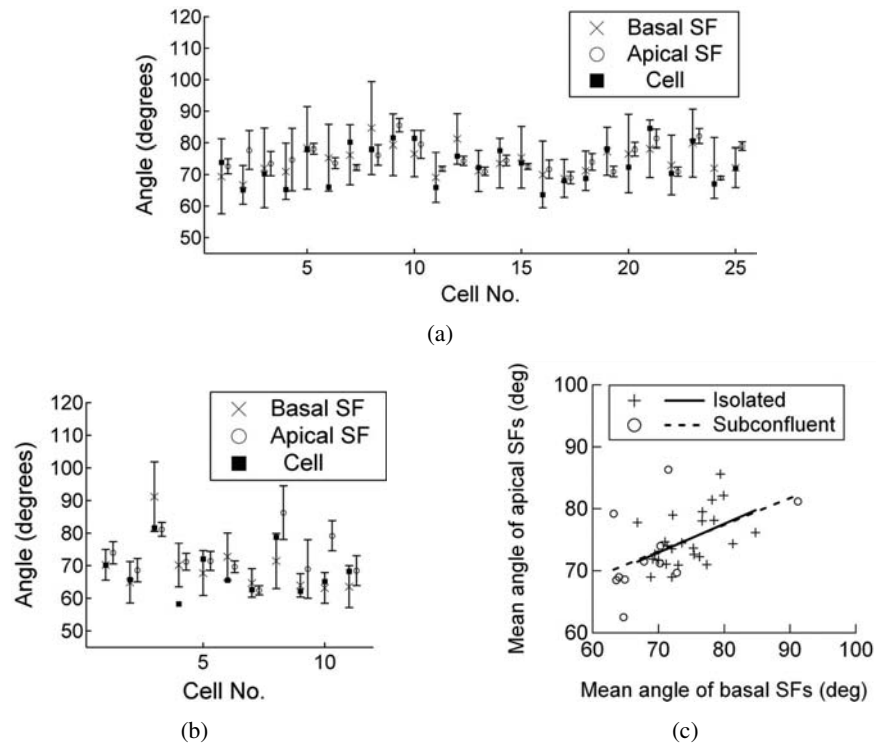 120
110
100
90
80
70
60
50
Angle (degrees)
Basal SF
Apical SF
Cell
5 10 15 20 25
Cell No.
(a)
120
110
100
90
80
70
60
50
Angle (degrees)
Basal SF
Apical SF
Cell
5 10
Cell No.
(b)
100
90
80
70
60
Mean angle of apical SFs (deg)
Isolated
Subconfluent
60 70 80 90 100
Mean angle of basal SFs (deg)
(c)